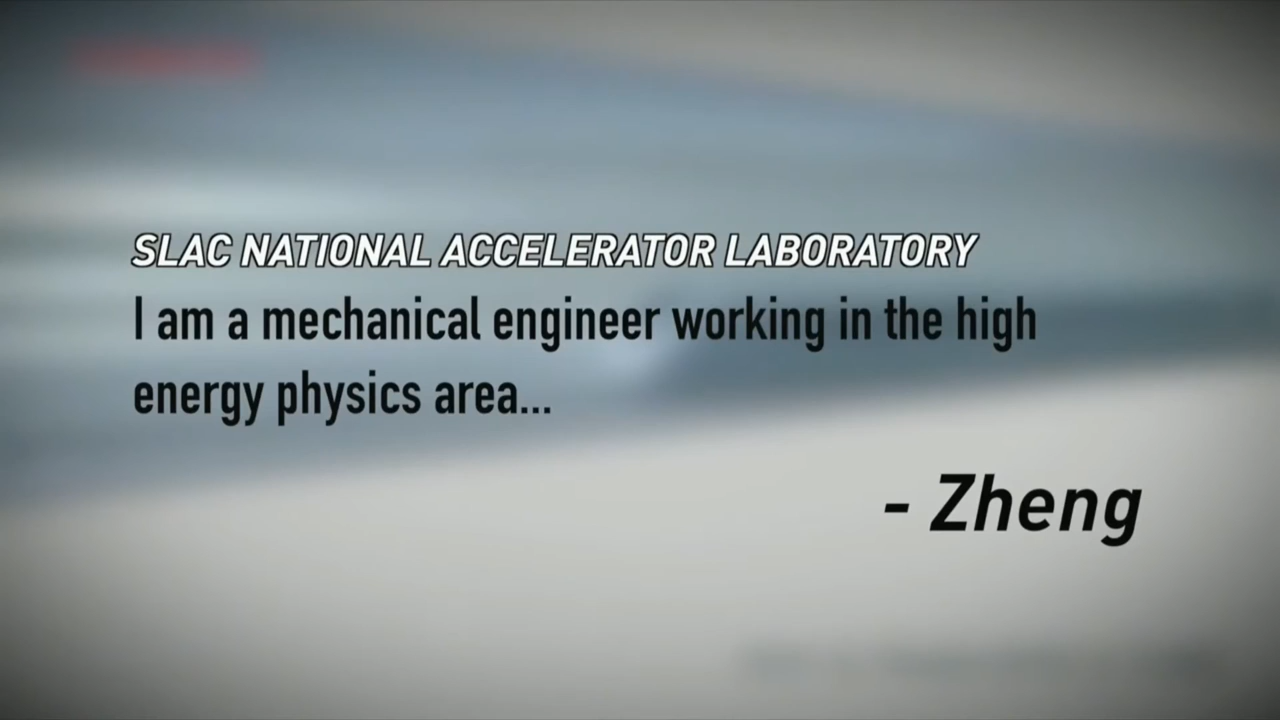 SLAC NATIONAL ACCELERATOR LABORATORY
I am a mechanical engineer working in the high
energy physics area...
- Zheng